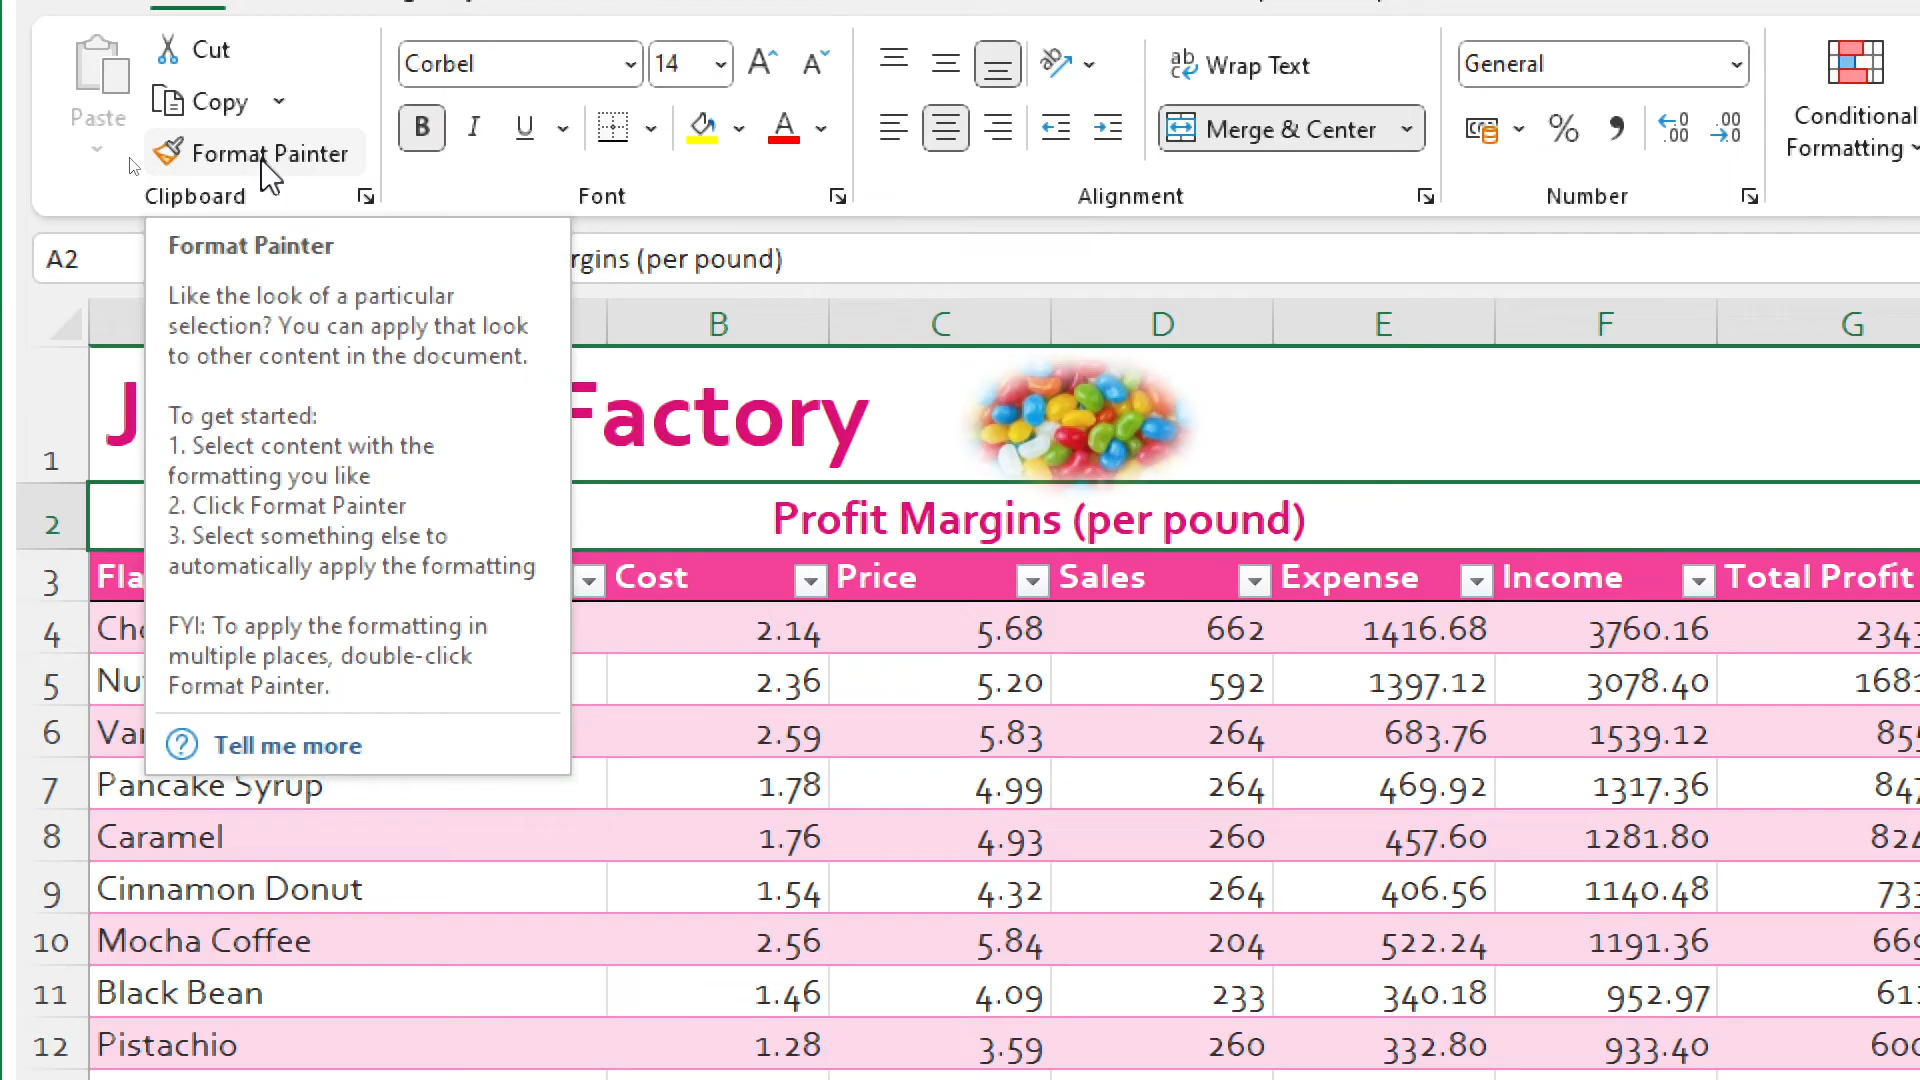 Cut
Corbel
14
Wrap Text
General
Paste
Copy
Conditional
Formatting
B I U
Merge & Center
Format Painter
Clipboard
Font
Alignment
Number
A2
rgins (per pound)
Format Painter
Like the look of a particular
selection? You can apply that look
to other content in the document.
To get started:
1. Select content with the
formatting you like
2. Click Format Painter
3. Select something else to
automatically apply the formatting
FYI: To apply the formatting in
multiple places, double-click
Format Painter.
Tell me more
B C D E F G
1 J Factory
2 Profit Margins (per pound)
3 Fla Cost Price Sales Expense Income Total Profit
4 Cho 2.14 5.68 662 1416.68 3760.16 2343
5 Nu 2.36 5.20 592 1397.12 3078.40 1681
6 Van 2.59 5.83 264 683.76 1539.12 855
7 Pancake Syrup 1.78 4.99 264 469.92 1317.36 847
8 Caramel 1.76 4.93 260 457.60 1281.80 824
9 Cinnamon Donut 1.54 4.32 264 406.56 1140.48 733
10 Mocha Coffee 2.56 5.84 204 522.24 1191.36 669
11 Black Bean 1.46 4.09 233 340.18 952.97 61
12 Pistachio 1.28 3.59 260 332.80 933.40 600